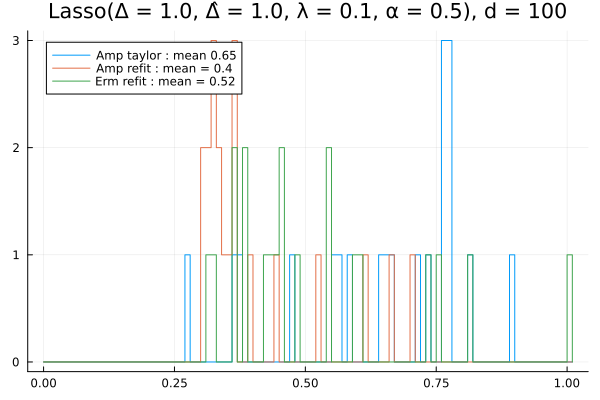 Lasso(Δ = 1.0, Δ̂ = 1.0, λ = 0.1, α = 0.5), d = 100
Amp taylor : mean 0.65
Amp refit : mean = 0.4
Erm refit : mean = 0.52
3
2
1
0
0.00 0.25 0.50 0.75 1.00